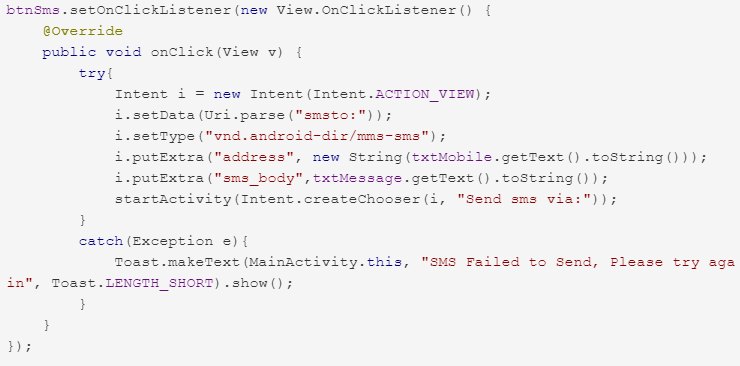 btnSms.setOnClickListener(new View.OnClickListener() {
    @Override
    public void onClick(View v) {
        try{
            Intent i = new Intent(Intent.ACTION_VIEW);
            i.setData(Uri.parse("smsto:"));
            i.setType("vnd.android-dir/mms-sms");
            i.putExtra("address", new String(txtMobile.getText().toString()));
            i.putExtra("sms_body",txtMessage.getText().toString());
            startActivity(Intent.createChooser(i, "Send sms via:"));
        }
        catch(Exception e){
            Toast.makeText(MainActivity.this, "SMS Failed to Send, Please try aga
in", Toast.LENGTH_SHORT).show();
        }
    }
});